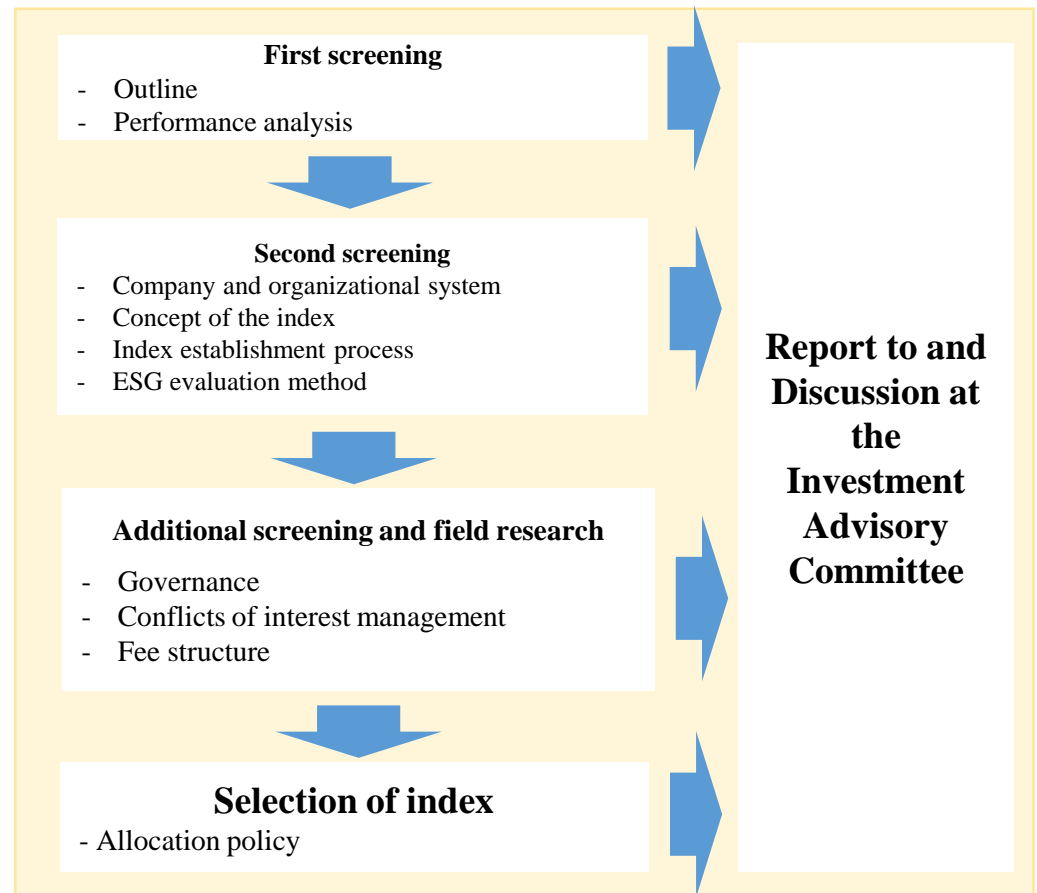 First screening
- Outline
- Performance analysis
Second screening
- Company and organizational system
- Concept of the index
- Index establishment process
- ESG evaluation method
Additional screening and field research
- Governance
- Conflicts of interest management
- Fee structure
Selection of index
- Allocation policy
Report to and
Discussion at
the
Investment
Advisory
Committee